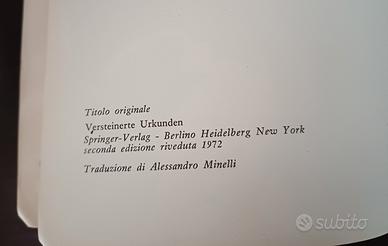 Titolo originale
Versteinerte Urkunden
Springer-Verlag - Berlino Heidelberg New York
seconda edizione riveduta 1972
Traduzione di Alessandro Minelli
subito